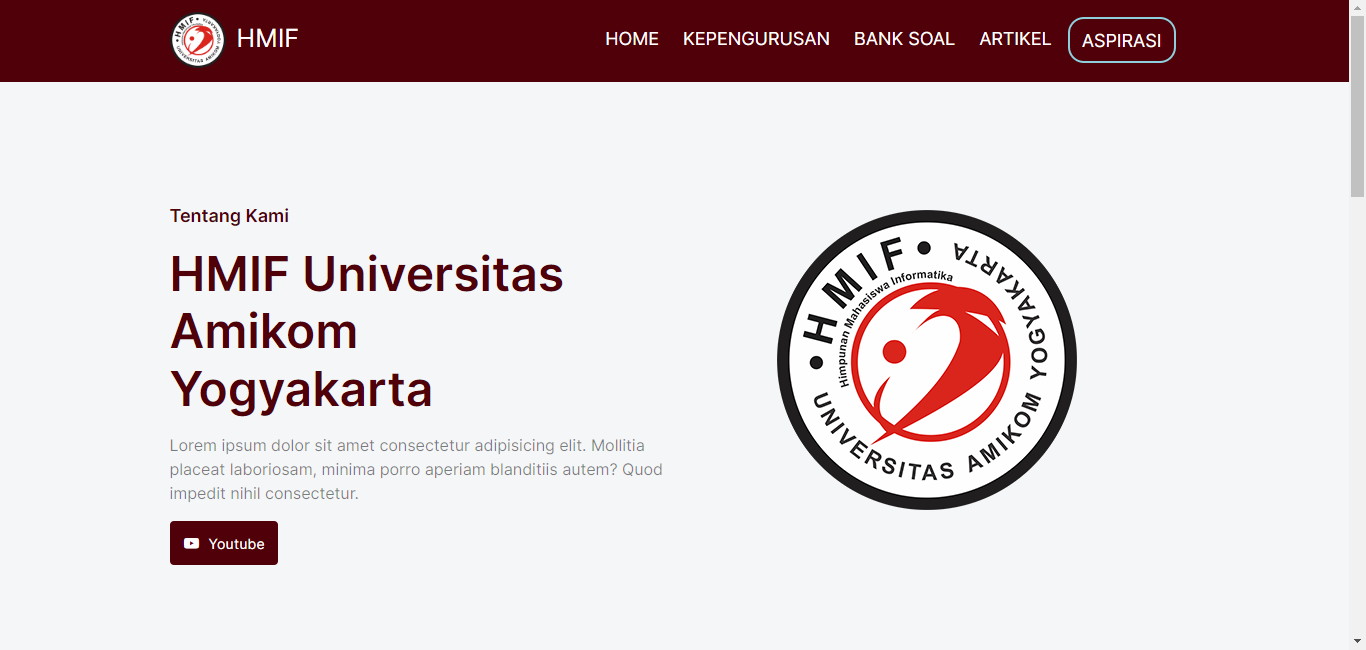 HMIF
HOME KEPENGURUSAN BANK SOAL ARTIKEL ASPIRASI
Tentang Kami
HMIF Universitas
Amikom
Yogyakarta
Lorem ipsum dolor sit amet consectetur adipisicing elit. Mollitia
placeat laboriosam, minima porro aperiam blanditiis autem? Quod
impedit nihil consectetur.
Youtube
• HMIF •
Himpunan Mahasiswa Informatika
UNIVERSITAS AMIKOM YOGYAKARTA